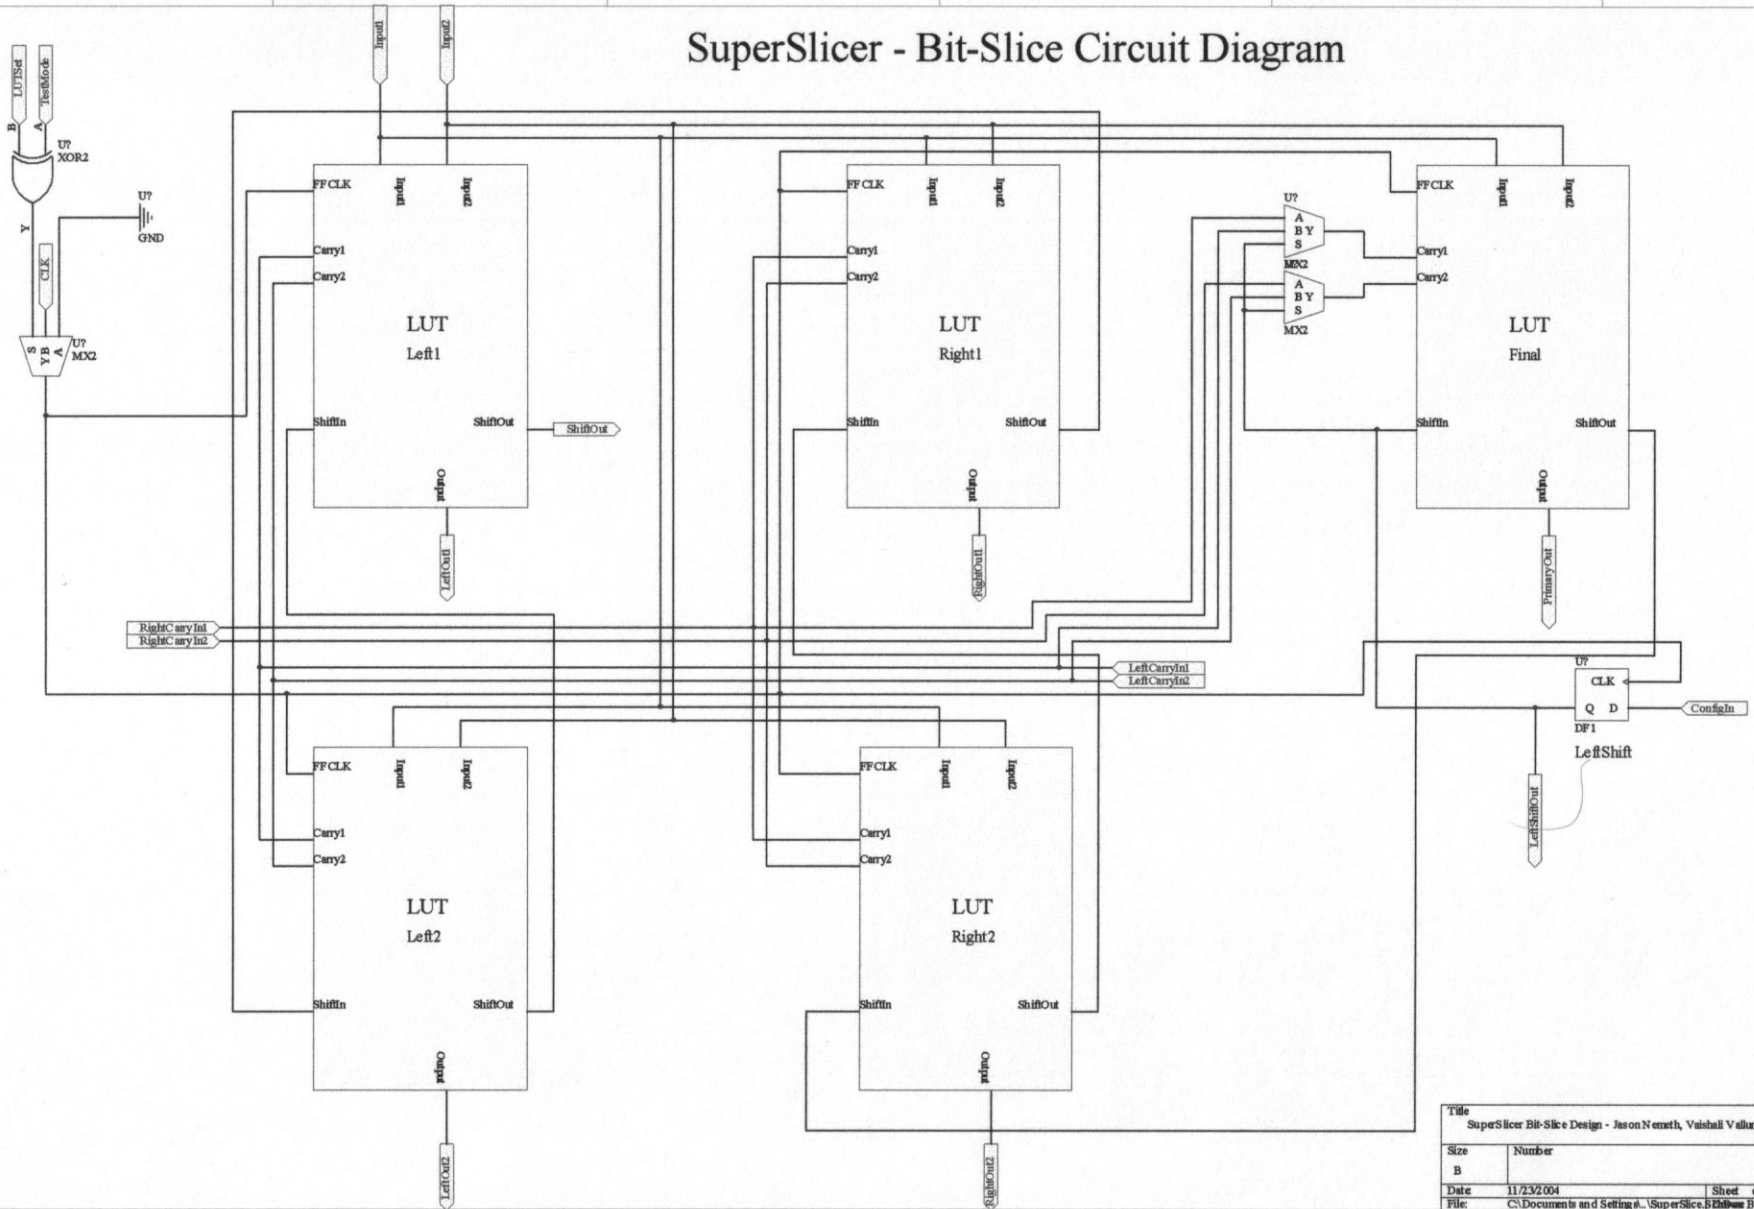 SuperSlicer - Bit-Slice Circuit Diagram
LUTSet
TestMode
Input1
Input2
B
A
U?
XOR2
Y
CLK
U?
GND
S
Y B
A
U?
MX2
FFCLK
Input1
Input2
Carry1
Carry2
LUT
Left1
ShiftIn
ShiftOut
ShiftOut
Output
LeftOut1
FFCLK
Input1
Input2
Carry1
Carry2
LUT
Right1
ShiftIn
ShiftOut
Output
RightOut1
U?
A
B Y
S
MX2
A
B Y
S
MX2
FFCLK
Input1
Input2
Carry1
Carry2
LUT
Final
ShiftIn
ShiftOut
Output
PrimaryOut
RightCarryIn1
RightCarryIn2
LeftCarryIn1
LeftCarryIn2
U?
CLK
Q D
DF1
LeftShift
ConfigIn
LeftShiftOut
FFCLK
Input1
Input2
Carry1
Carry2
LUT
Left2
ShiftIn
ShiftOut
Output
LeftOut2
FFCLK
Input1
Input2
Carry1
Carry2
LUT
Right2
ShiftIn
ShiftOut
Output
RightOut2
Title
SuperSlicer Bit-Slice Design - Jason Nemeth, Vaishali
Size
Number
B
Date:
11/23/2004
Sheet
File:
C:\Documents and Settings\..\SuperSlice.S